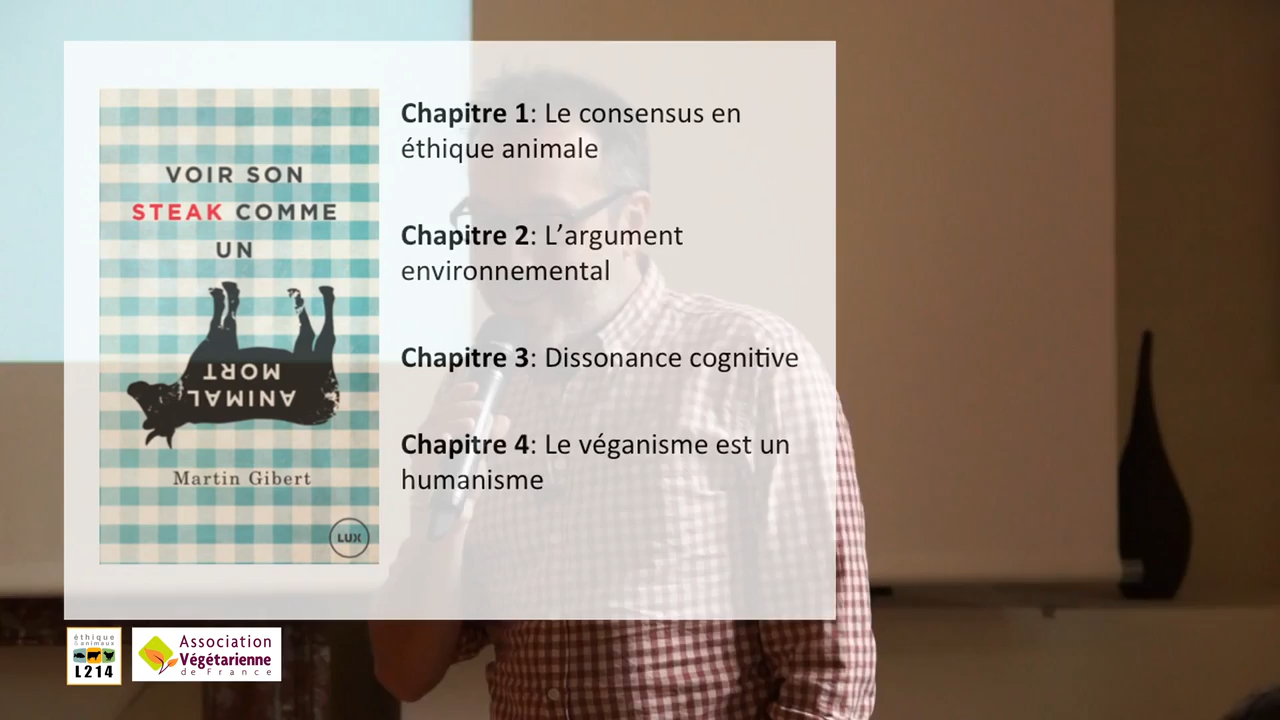 VOIR SON
STEAK COMME
UN
ANIMAL
MORT
Martin Gibert
LUX
Chapitre 1: Le consensus en
éthique animale
Chapitre 2: L’argument
environnemental
Chapitre 3: Dissonance cognitive
Chapitre 4: Le véganisme est un
humanisme
éthique
& animaux
L214
Association
Végétarienne
de France